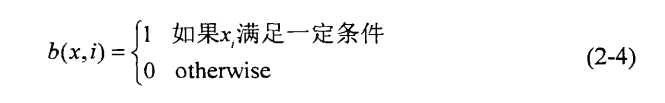 b(x,i) = {1 如果x_i满足一定条件
0 otherwise
(2-4)